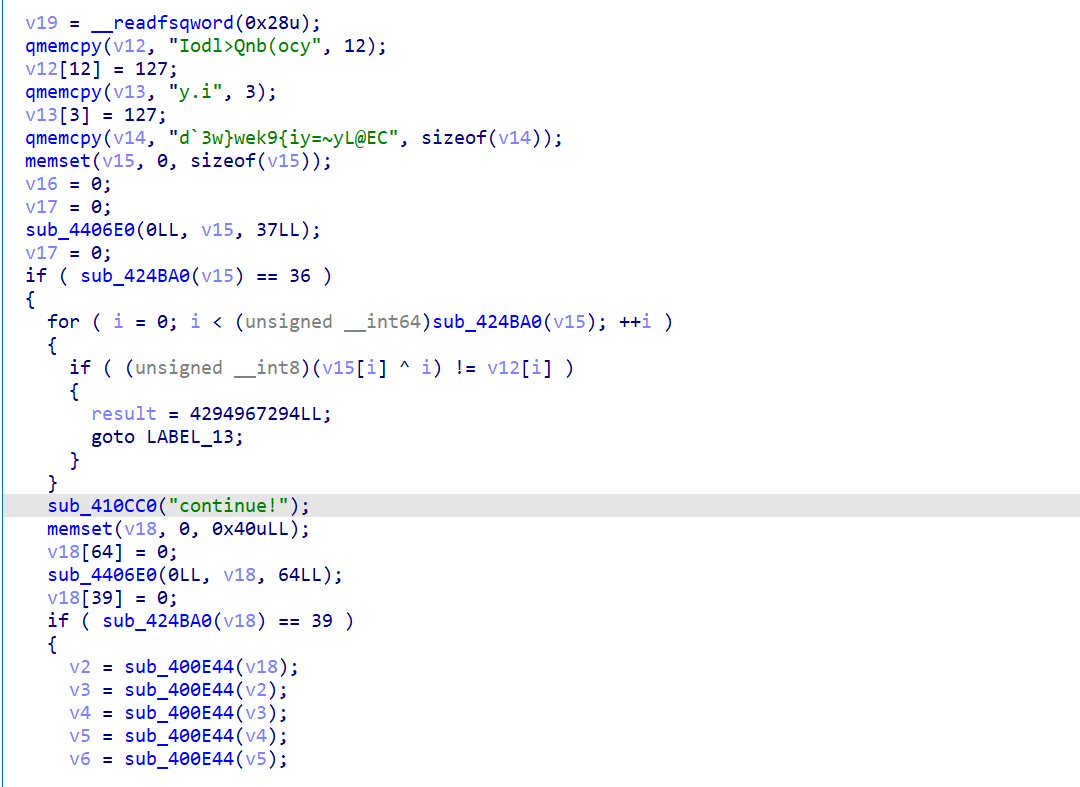 v19 = __readfsqword(0x28u);
qmemcpy(v12, "Iodl>Qnb(ocy", 12);
v12[12] = 127;
qmemcpy(v13, "y.i", 3);
v13[3] = 127;
qmemcpy(v14, "d`3w}wek9{iy=~yL@EC", sizeof(v14));
memset(v15, 0, sizeof(v15));
v16 = 0;
v17 = 0;
sub_4406E0(0LL, v15, 37LL);
v17 = 0;
if ( sub_424BA0(v15) == 36 )
{
for ( i = 0; i < (unsigned __int64)sub_424BA0(v15); ++i )
{
if ( (unsigned __int8)(v15[i] ^ i) != v12[i] )
{
result = 4294967294LL;
goto LABEL_13;
}
}
sub_410CC0("continue!");
memset(v18, 0, 0x40uLL);
v18[64] = 0;
sub_4406E0(0LL, v18, 64LL);
v18[39] = 0;
if ( sub_424BA0(v18) == 39 )
{
v2 = sub_400E44(v18);
v3 = sub_400E44(v2);
v4 = sub_400E44(v3);
v5 = sub_400E44(v4);
v6 = sub_400E44(v5);